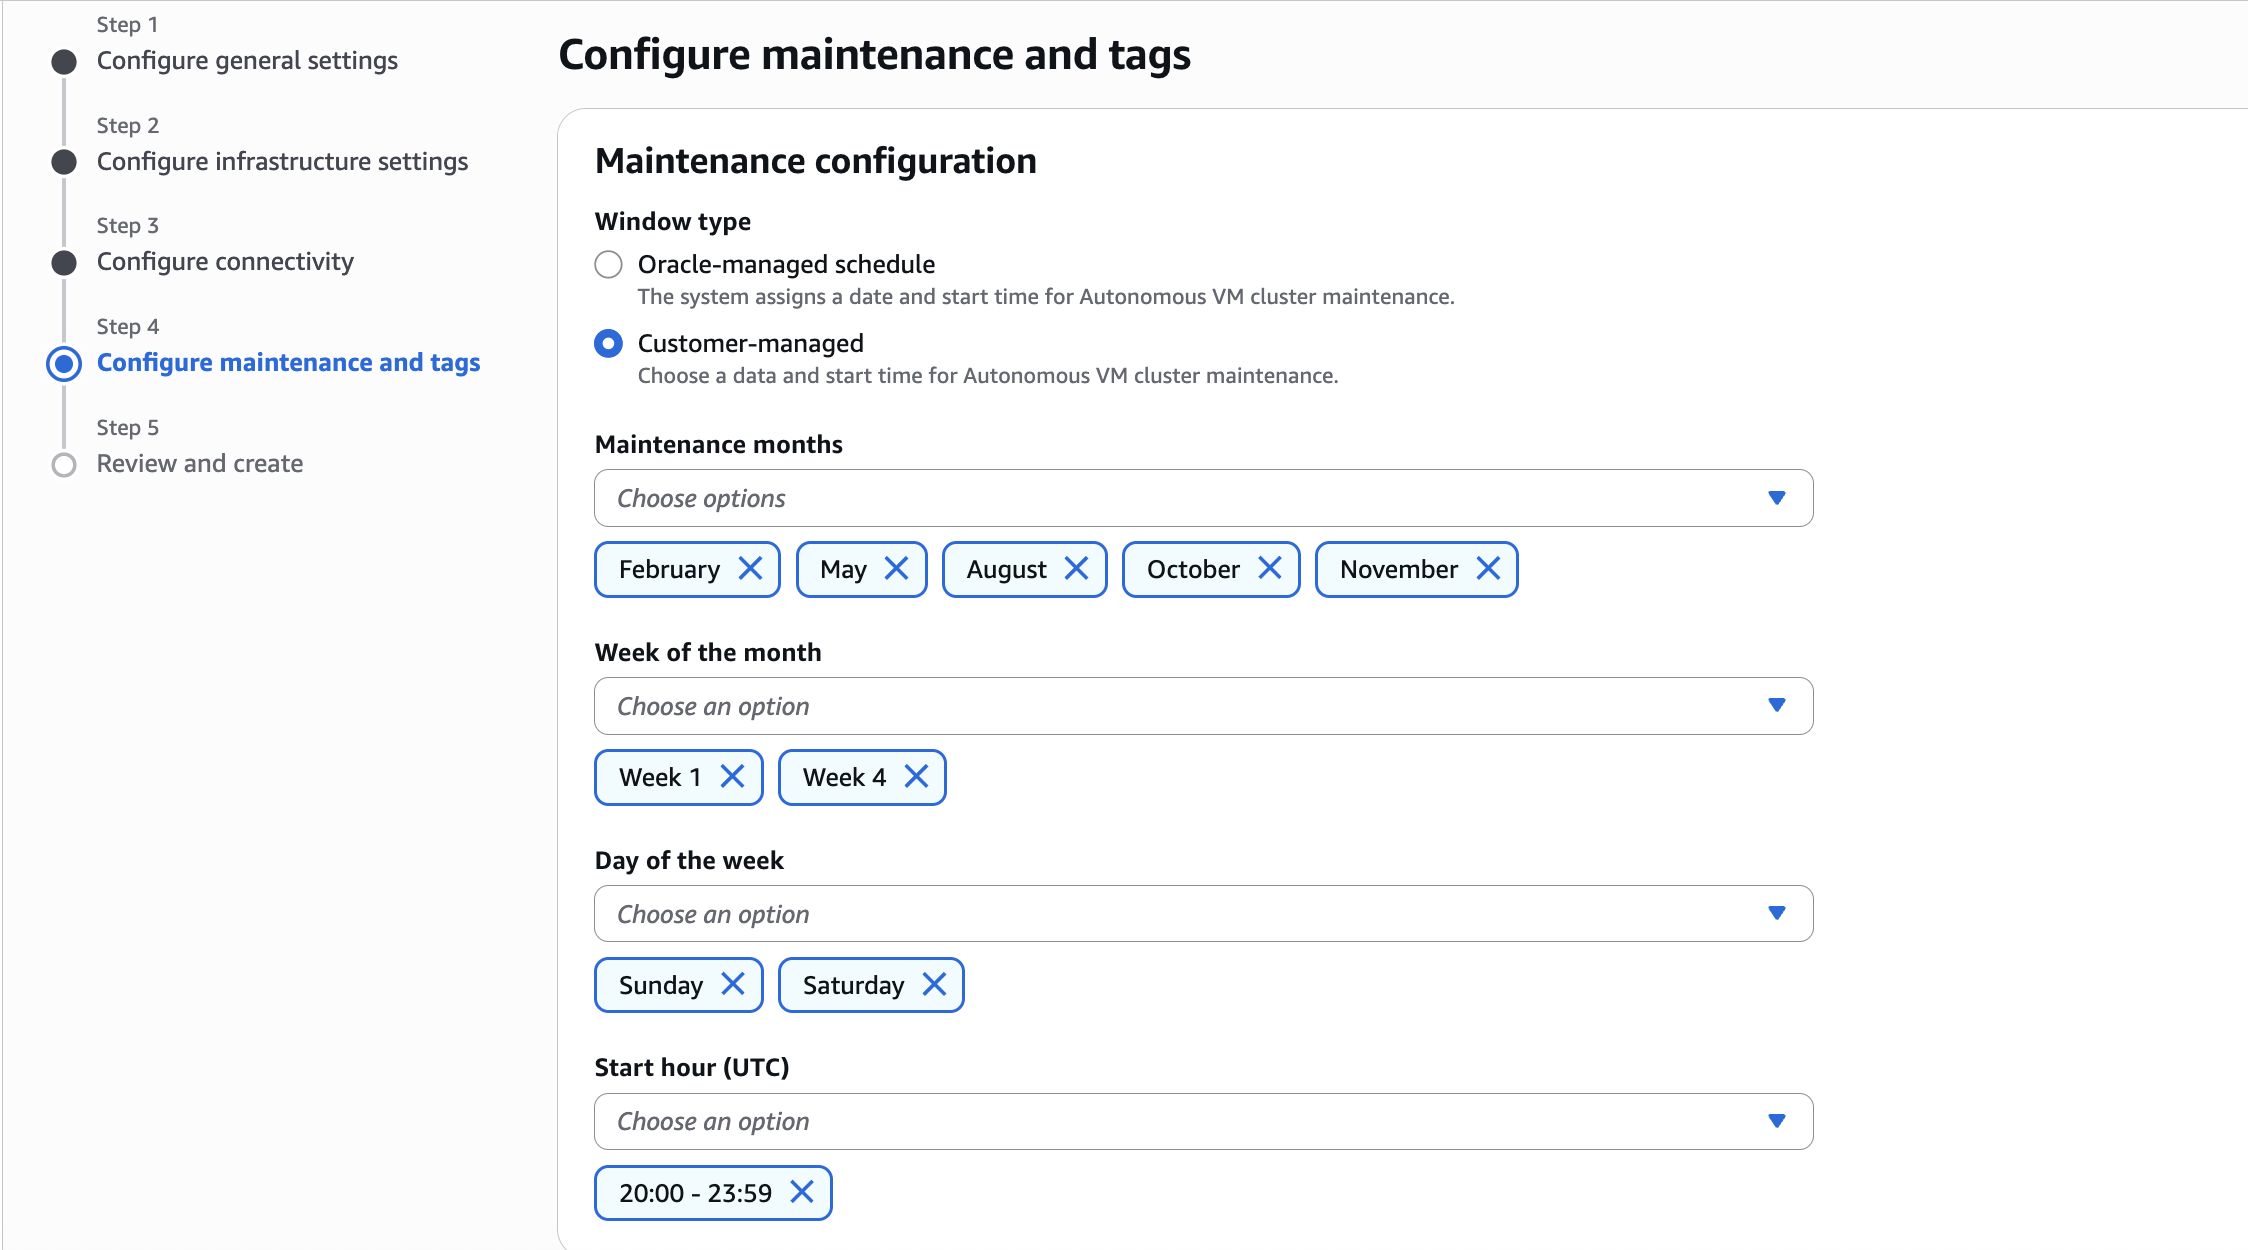 Step 1
Configure general settings
Step 2
Configure infrastructure settings
Step 3
Configure connectivity
Step 4
Configure maintenance and tags
Step 5
Review and create
Configure maintenance and tags
Maintenance configuration
Window type
Oracle-managed schedule
The system assigns a date and start time for Autonomous VM cluster maintenance.
Customer-managed
Choose a data and start time for Autonomous VM cluster maintenance.
Maintenance months
Choose options
February May August October November
Week of the month
Choose an option
Week 1 Week 4
Day of the week
Choose an option
Sunday Saturday
Start hour (UTC)
Choose an option
20:00 - 23:59